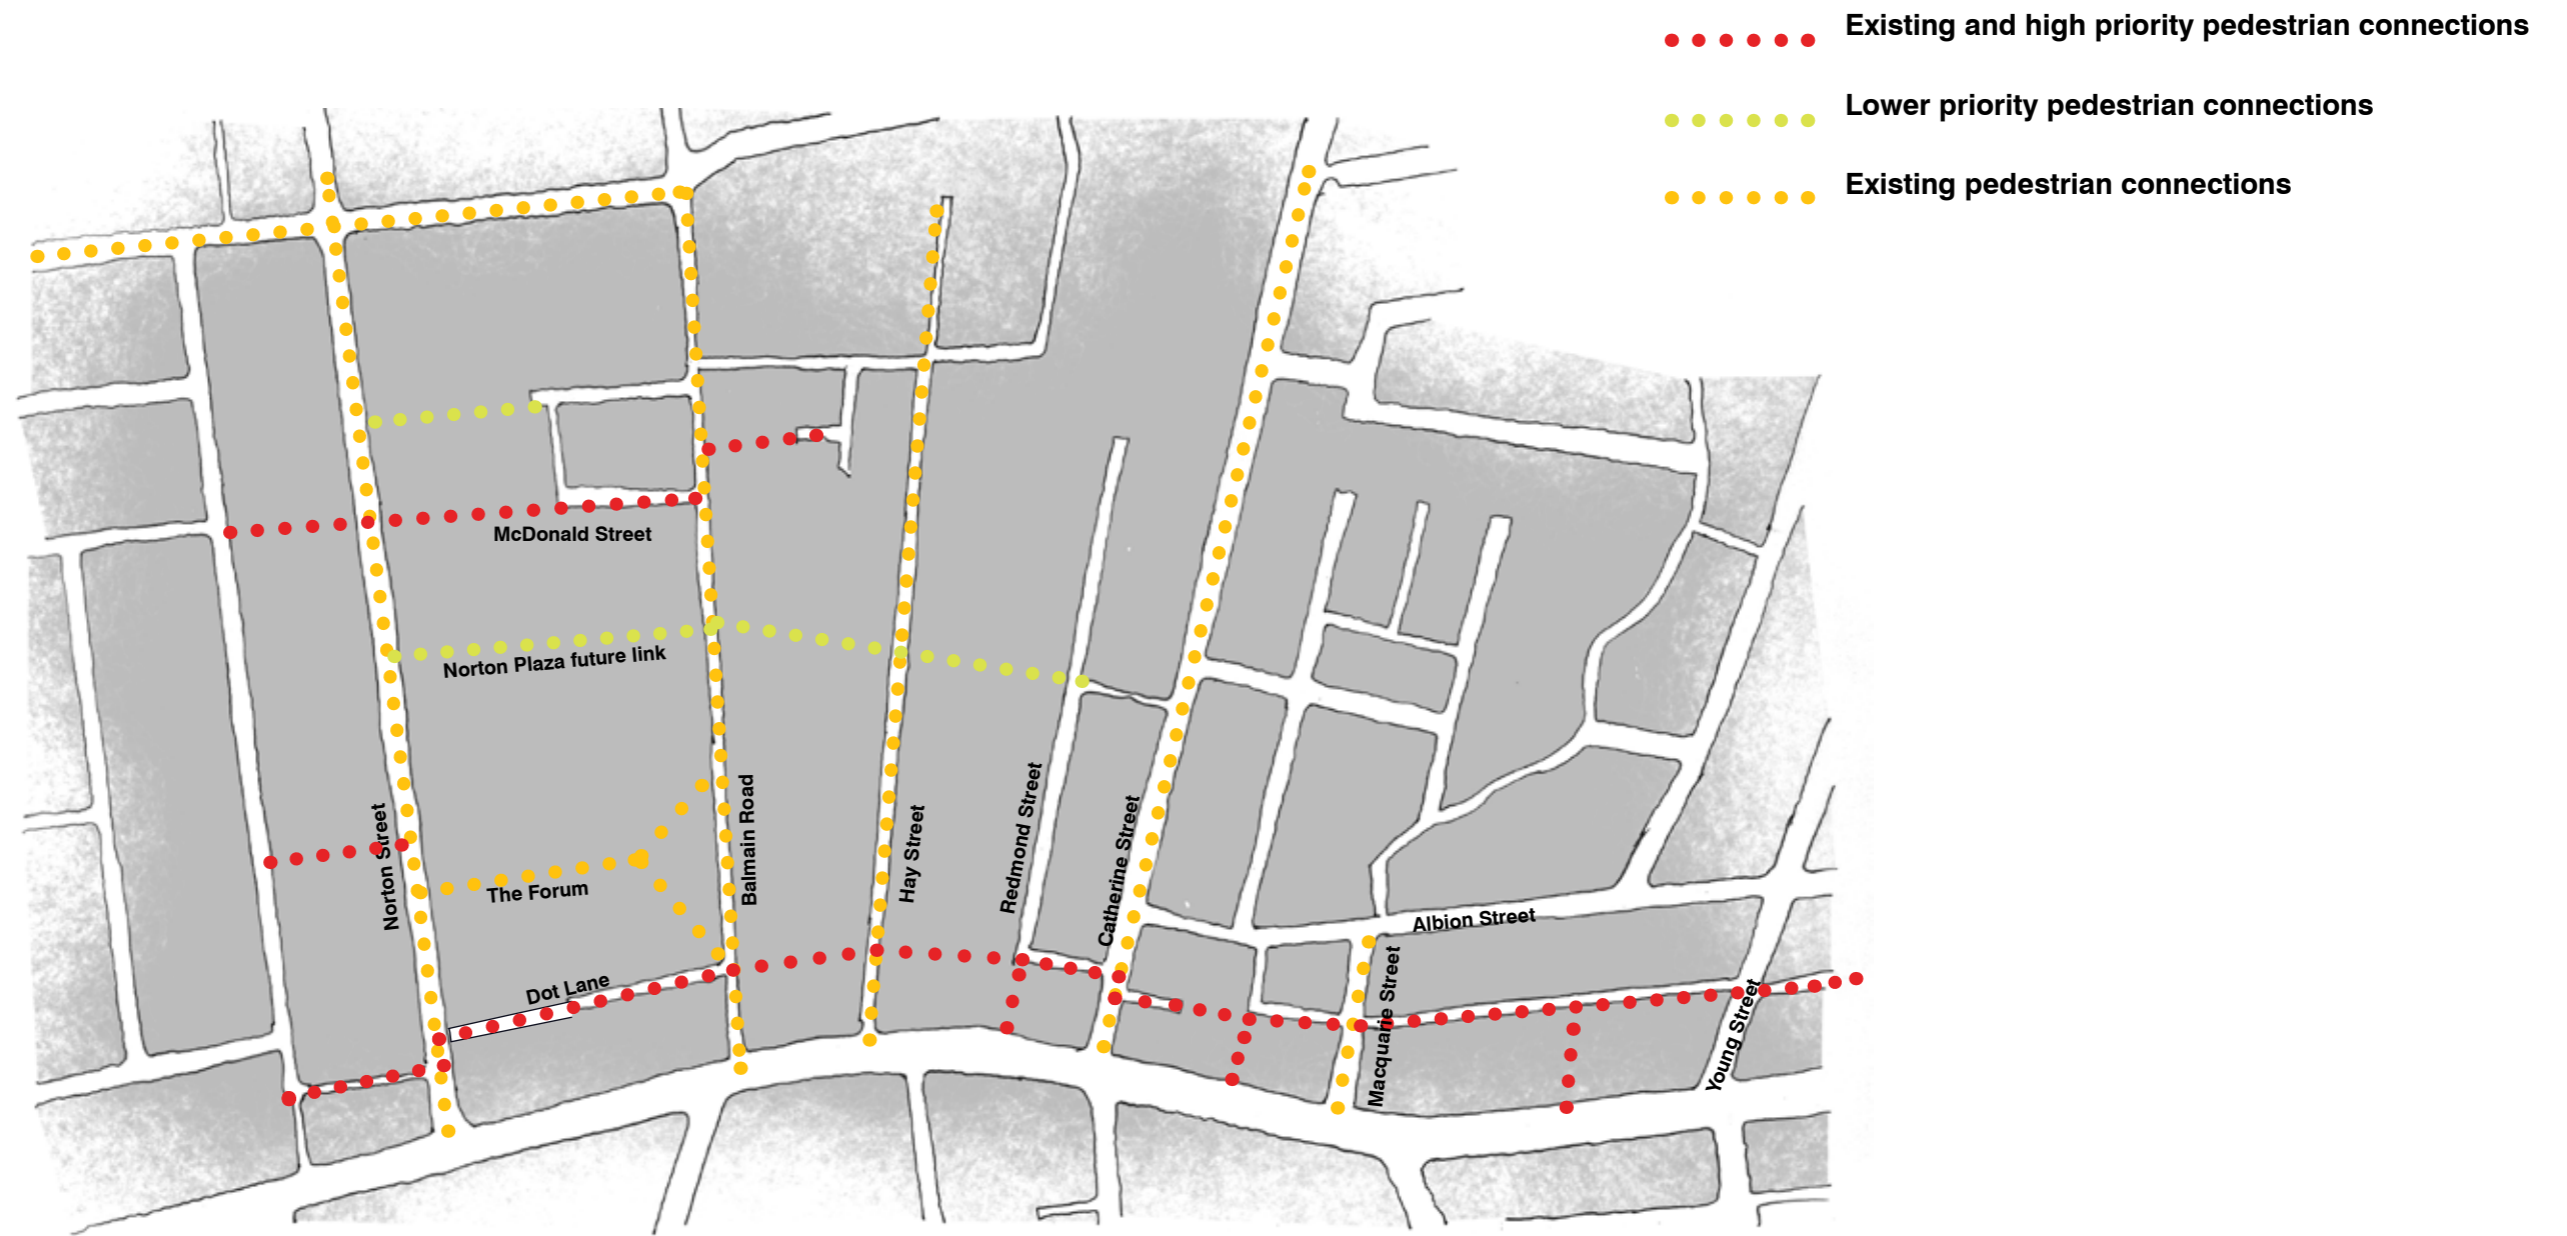 Existing and high priority pedestrian connections
Lower priority pedestrian connections
Existing pedestrian connections
McDonald Street
Norton Plaza future link
Norton Street
The Forum
Balmain Road
Hay Street
Redmond Street
Catherine Street
Albion Street
Dot Lane
Macquarie Street
Young Street